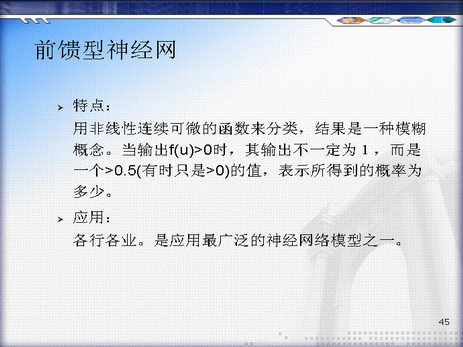 前馈型神经网
特点：
用非线性连续可微的函数来分类，结果是一种模糊
概念。当输出f(u)>0时，其输出不一定为 1 ，而是
一个>0.5(有时只是>0)的值，表示所得到的概率为
多少。
应用：
各行各业。是应用最广泛的神经网络模型之一。
45